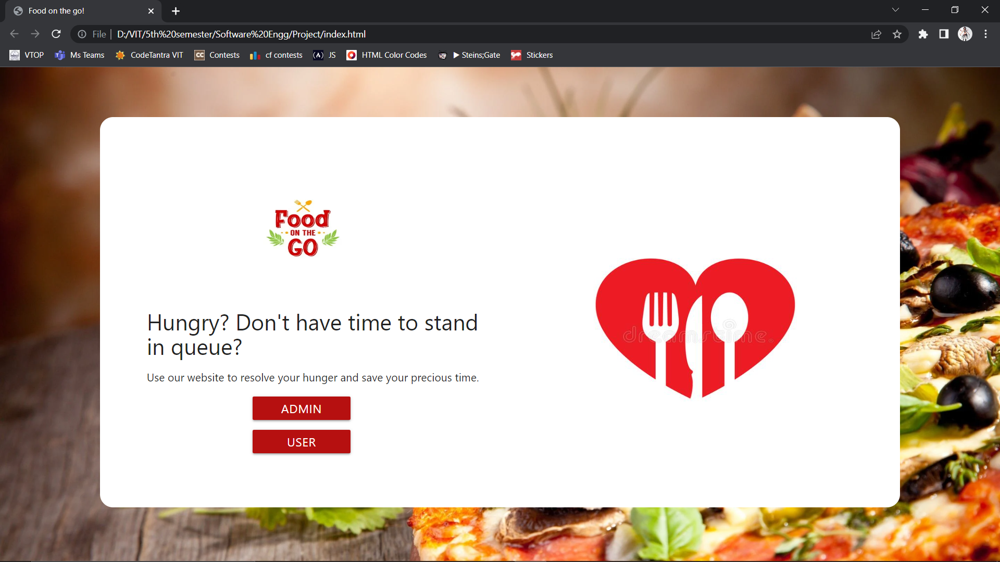 Food on the go!
File
D:/VIT/5th%20semester/Software%20Engg/Project/index.html
VTOP
Ms Teams
CodeTantra VIT
CC
Contests
cf contests
JS
HTML Color Codes
▶ Steins;Gate
Stickers
Food
ON THE
GO
Hungry? Don't have time to stand
in queue?
Use our website to resolve your hunger and save your precious time.
ADMIN
USER
dreamstime.